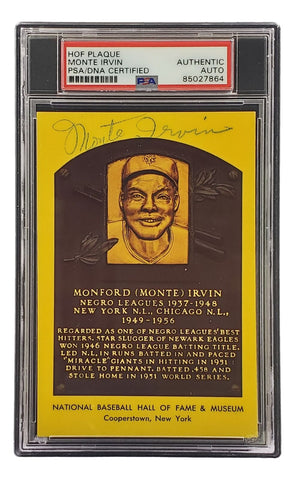 HOF PLAQUE
MONTE IRVIN
PSA/DNA CERTIFIED
AUTHENTIC
AUTO
85027864
PSA
Monte Irvin
MONFORD (MONTE) IRVIN
NEGRO LEAGUES 1937-1948
NEW YORK N.L., CHICAGO N.L.,
1949-1956
REGARDED AS ONE OF NEGRO LEAGUES' BEST
HITTERS. STAR SLUGGER OF NEWARK EAGLES
WON 1946 NEGRO LEAGUE BATTING TITLE.
LED N.L. IN RUNS BATTED IN AND PACED
"MIRACLE" GIANTS IN HITTING IN 1951
DRIVE TO PENNANT. BATTED .458 AND
STOLE HOME IN 1951 WORLD SERIES.
NATIONAL BASEBALL HALL OF FAME & MUSEUM
Cooperstown, New York